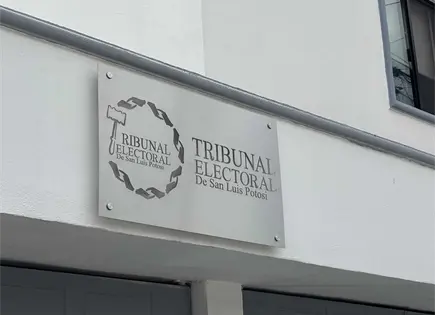 TRIBUNAL
ELECTORAL
De San Luis Potosí
TRIBUNAL
ELECTORAL
De San Luis Potosí